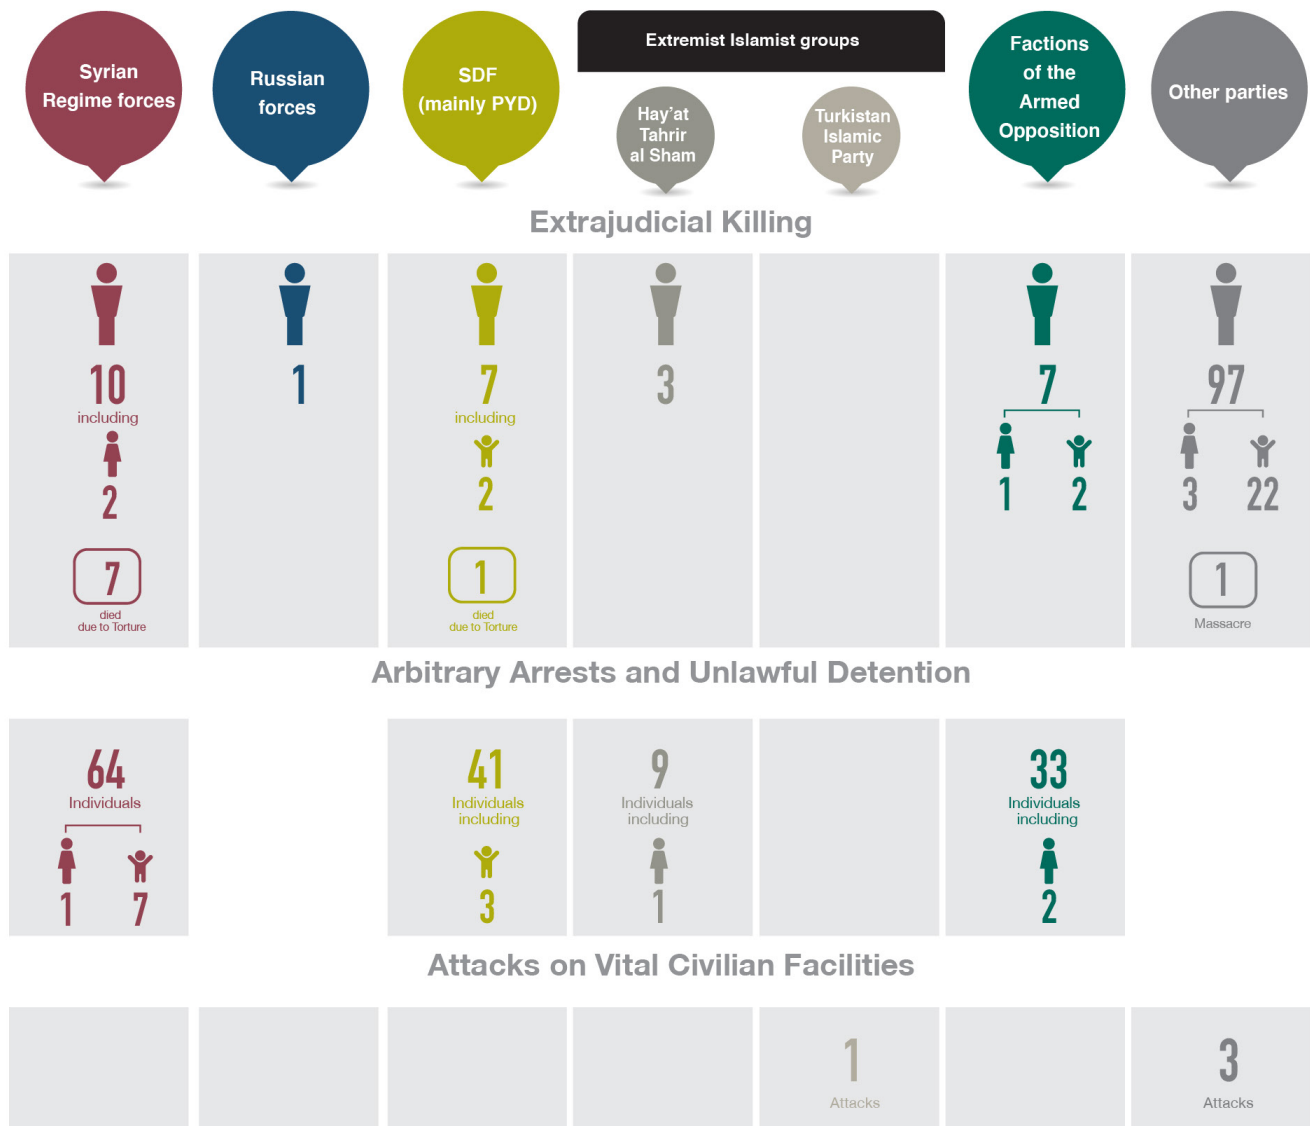 Syrian
Regime forces
Russian
forces
SDF
(mainly PYD)
Extremist Islamist groups
Hay'at
Tahrir
al Sham
Turkistan
Islamic
Party
Factions
of the
Armed
Opposition
Other parties
Extrajudicial Killing
10
including
2
7
died
due to Torture
1
7
including
2
1
died
due to Torture
3
7
1 2
97
3 22
1
Massacre
Arbitrary Arrests and Unlawful Detention
64
Individuals
1 7
41
Individuals
including
3
9
Individuals
including
1
33
Individuals
including
2
Attacks on Vital Civilian Facilities
1
Attacks
3
Attacks